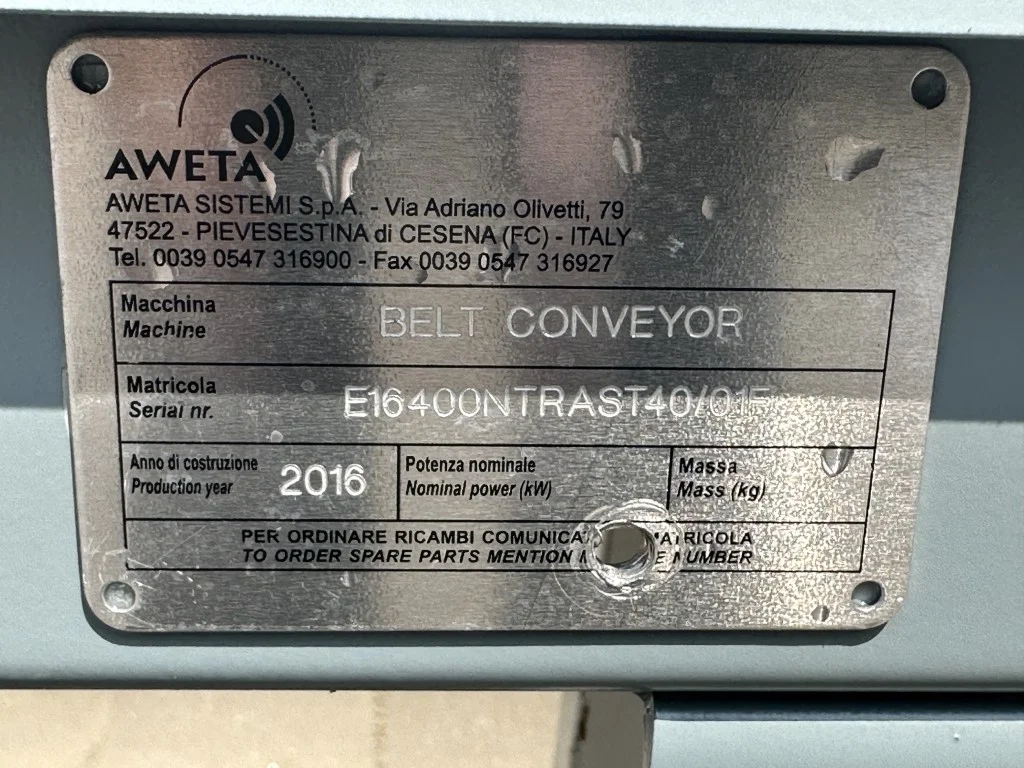 AWETA
AWETA SISTEMI S.p.A. - Via Adriano Olivetti, 79
47522 - PIEVESESTINA di CESENA (FC) - ITALY
Tel. 0039 0547 316900 - Fax 0039 0547 316927
Macchina
Machine
BELT CONVEYOR
Matricola
Serial nr.
E16400NTRAST40/01F
Anno di costruzione
Production year
2016
Potenza nominale
Nominal power (kW)
Massa
Mass (kg)
PER ORDINARE RICAMBI
TO ORDER SPARE PARTS MENTION NUMBER